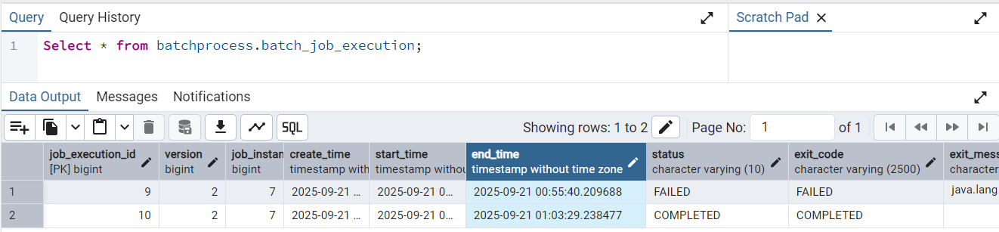 Query Query History Scratch Pad
1 Select * from batchprocess.batch_job_execution;
Data Output Messages Notifications
SQL Showing rows: 1 to 2 Page No: 1 of 1
job_execution_id version job_instan create_time start_time end_time status exit_code exit_mess
[PK] bigint bigint bigint timestamp with timestamp withou timestamp without time zone character varying (10) character varying (2500) character
1 9 2 7 2025-09-21 ... 2025-09-21 0... 2025-09-21 00:55:40.209688 FAILED FAILED java.lang.
2 10 2 7 2025-09-21 ... 2025-09-21 0... 2025-09-21 01:03:29.238477 COMPLETED COMPLETED